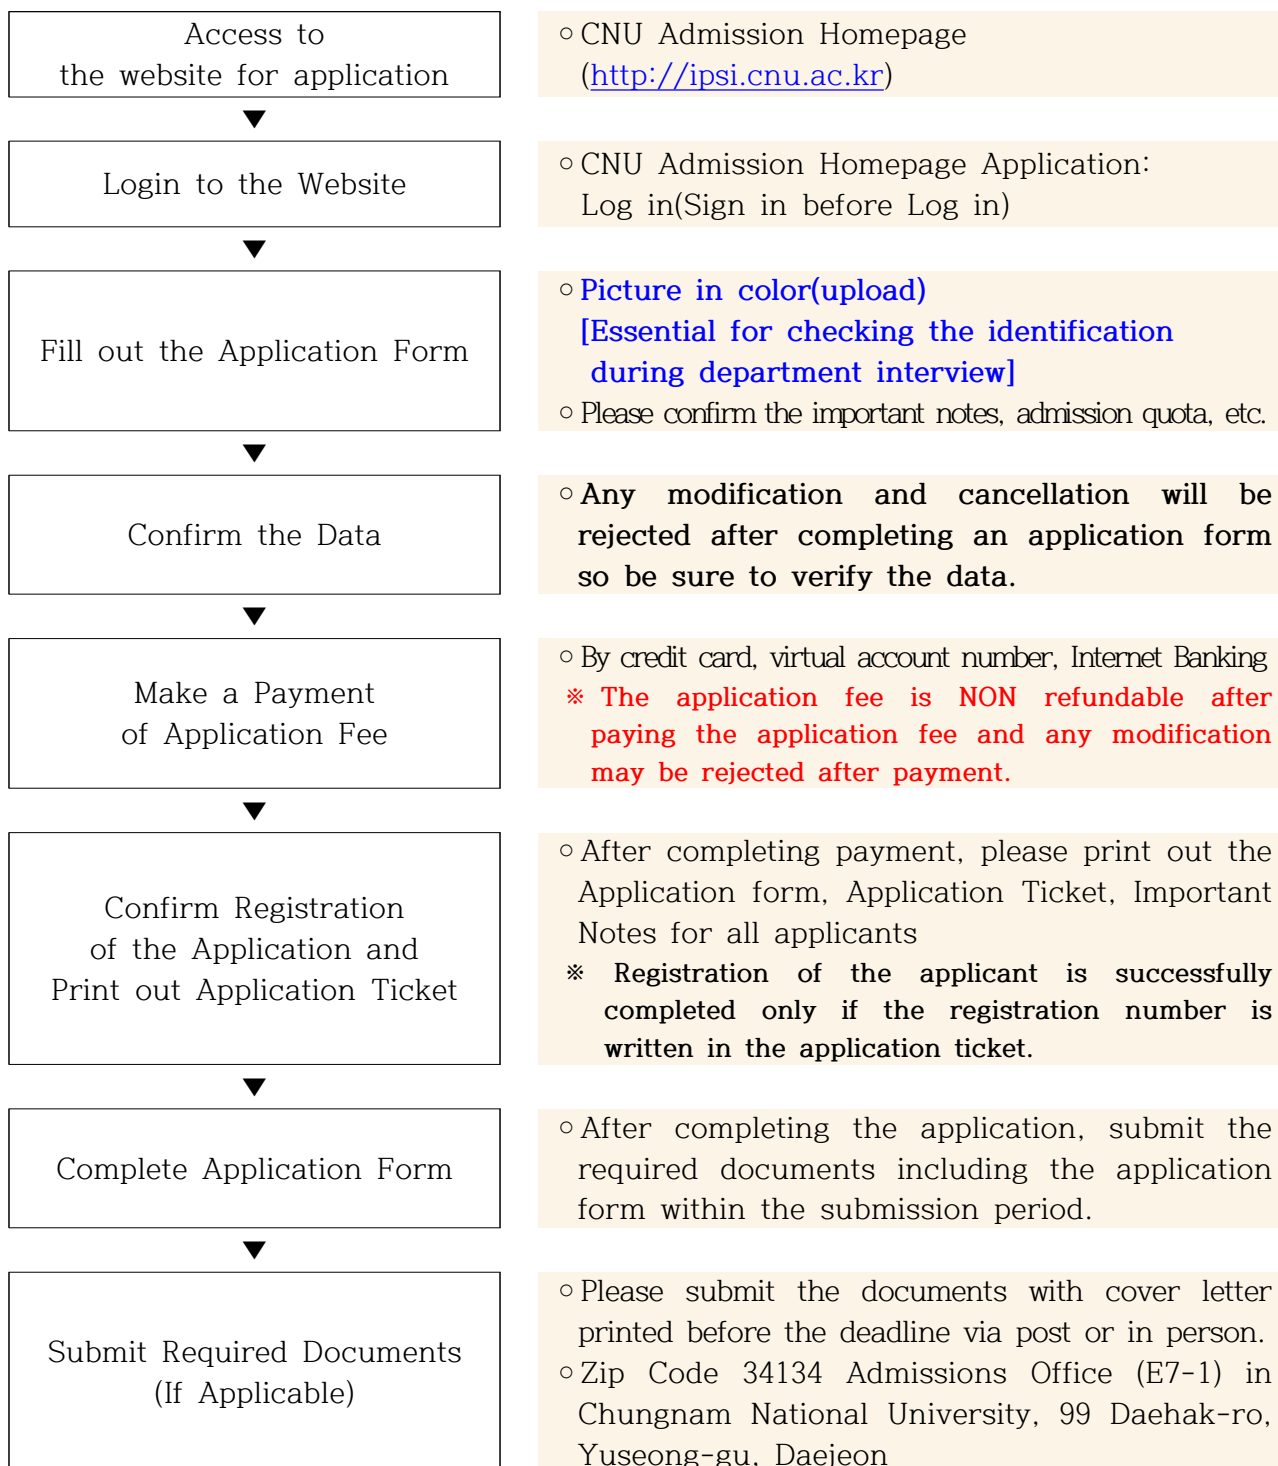 Access to
the website for application
○ CNU Admission Homepage
(http://ipsi.cnu.ac.kr)
▼
Login to the Website
○ CNU Admission Homepage Application:
Log in(Sign in before Log in)
▼
Fill out the Application Form
○ Picture in color(upload)
[Essential for checking the identification
during department interview]
○ Please confirm the important notes, admission quota, etc.
▼
Confirm the Data
○ Any modification and cancellation will be
rejected after completing an application form
so be sure to verify the data.
▼
Make a Payment
of Application Fee
○ By credit card, virtual account number, Internet Banking
※ The application fee is NON refundable after
paying the application fee and any modification
may be rejected after payment.
▼
Confirm Registration
of the Application and
Print out Application Ticket
○ After completing payment, please print out the
Application form, Application Ticket, Important
Notes for all applicants
※ Registration of the applicant is successfully
completed only if the registration number is
written in the application ticket.
▼
Complete Application Form
○ After completing the application, submit the
required documents including the application
form within the submission period.
▼
Submit Required Documents
(If Applicable)
○ Please submit the documents with cover letter
printed before the deadline via post or in person.
○ Zip Code 34134 Admissions Office (E7-1) in
Chungnam National University, 99 Daehak-ro,
Yuseong-gu, Daejeon